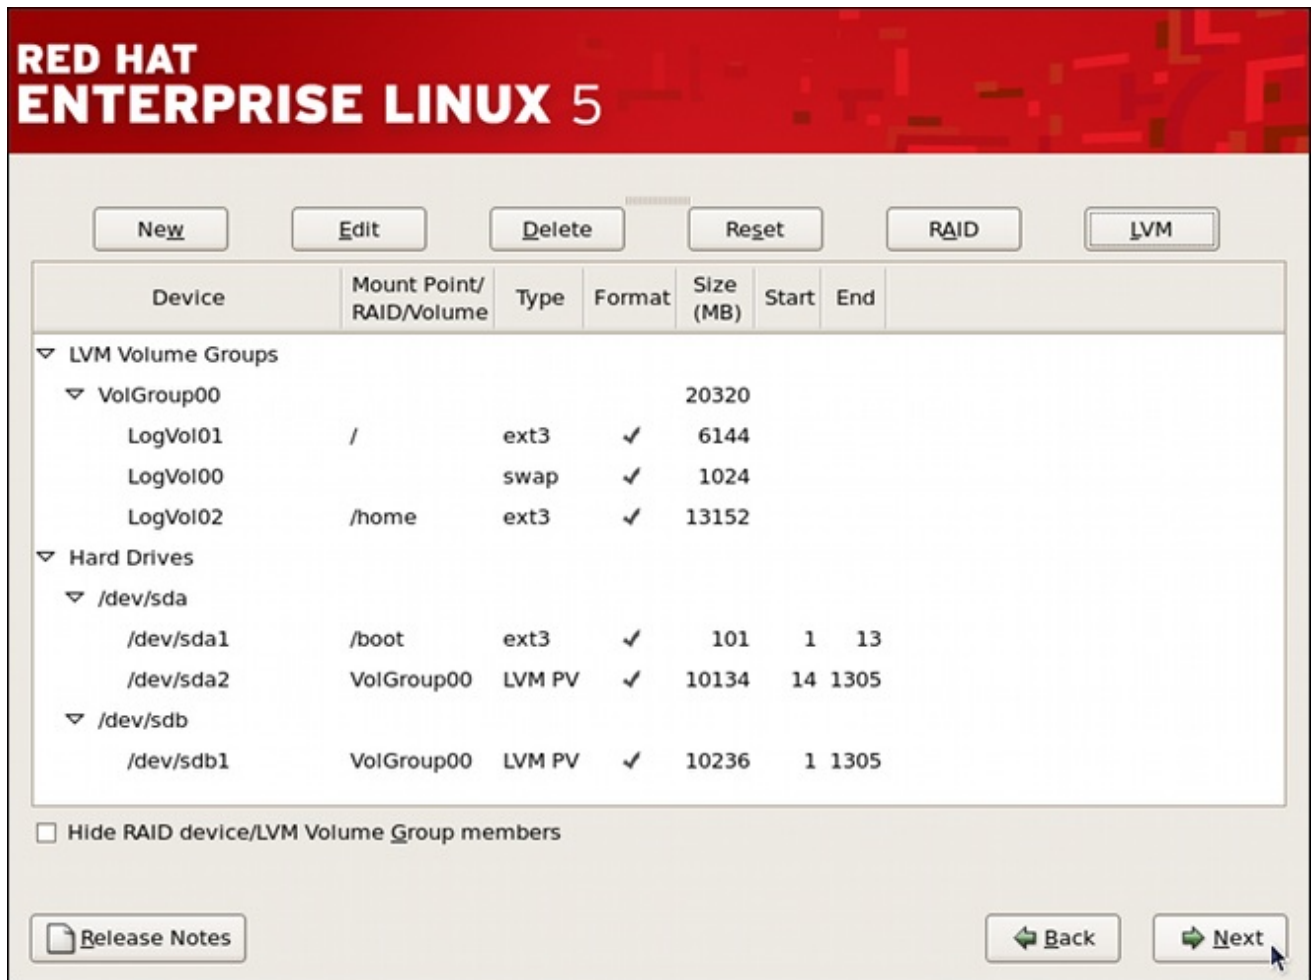 RED HAT
ENTERPRISE LINUX 5
New Edit Delete Reset RAID LVM
Device Mount Point/ RAID/Volume Type Format Size (MB) Start End
LVM Volume Groups
VolGroup00 20320
LogVol01 / ext3 6144
LogVol00 swap 1024
LogVol02 /home ext3 13152
Hard Drives
/dev/sda
/dev/sda1 /boot ext3 101 1 13
/dev/sda2 VolGroup00 LVM PV 10134 14 1305
/dev/sdb
/dev/sdb1 VolGroup00 LVM PV 10236 1 1305
Hide RAID device/LVM Volume Group members
Release Notes Back Next